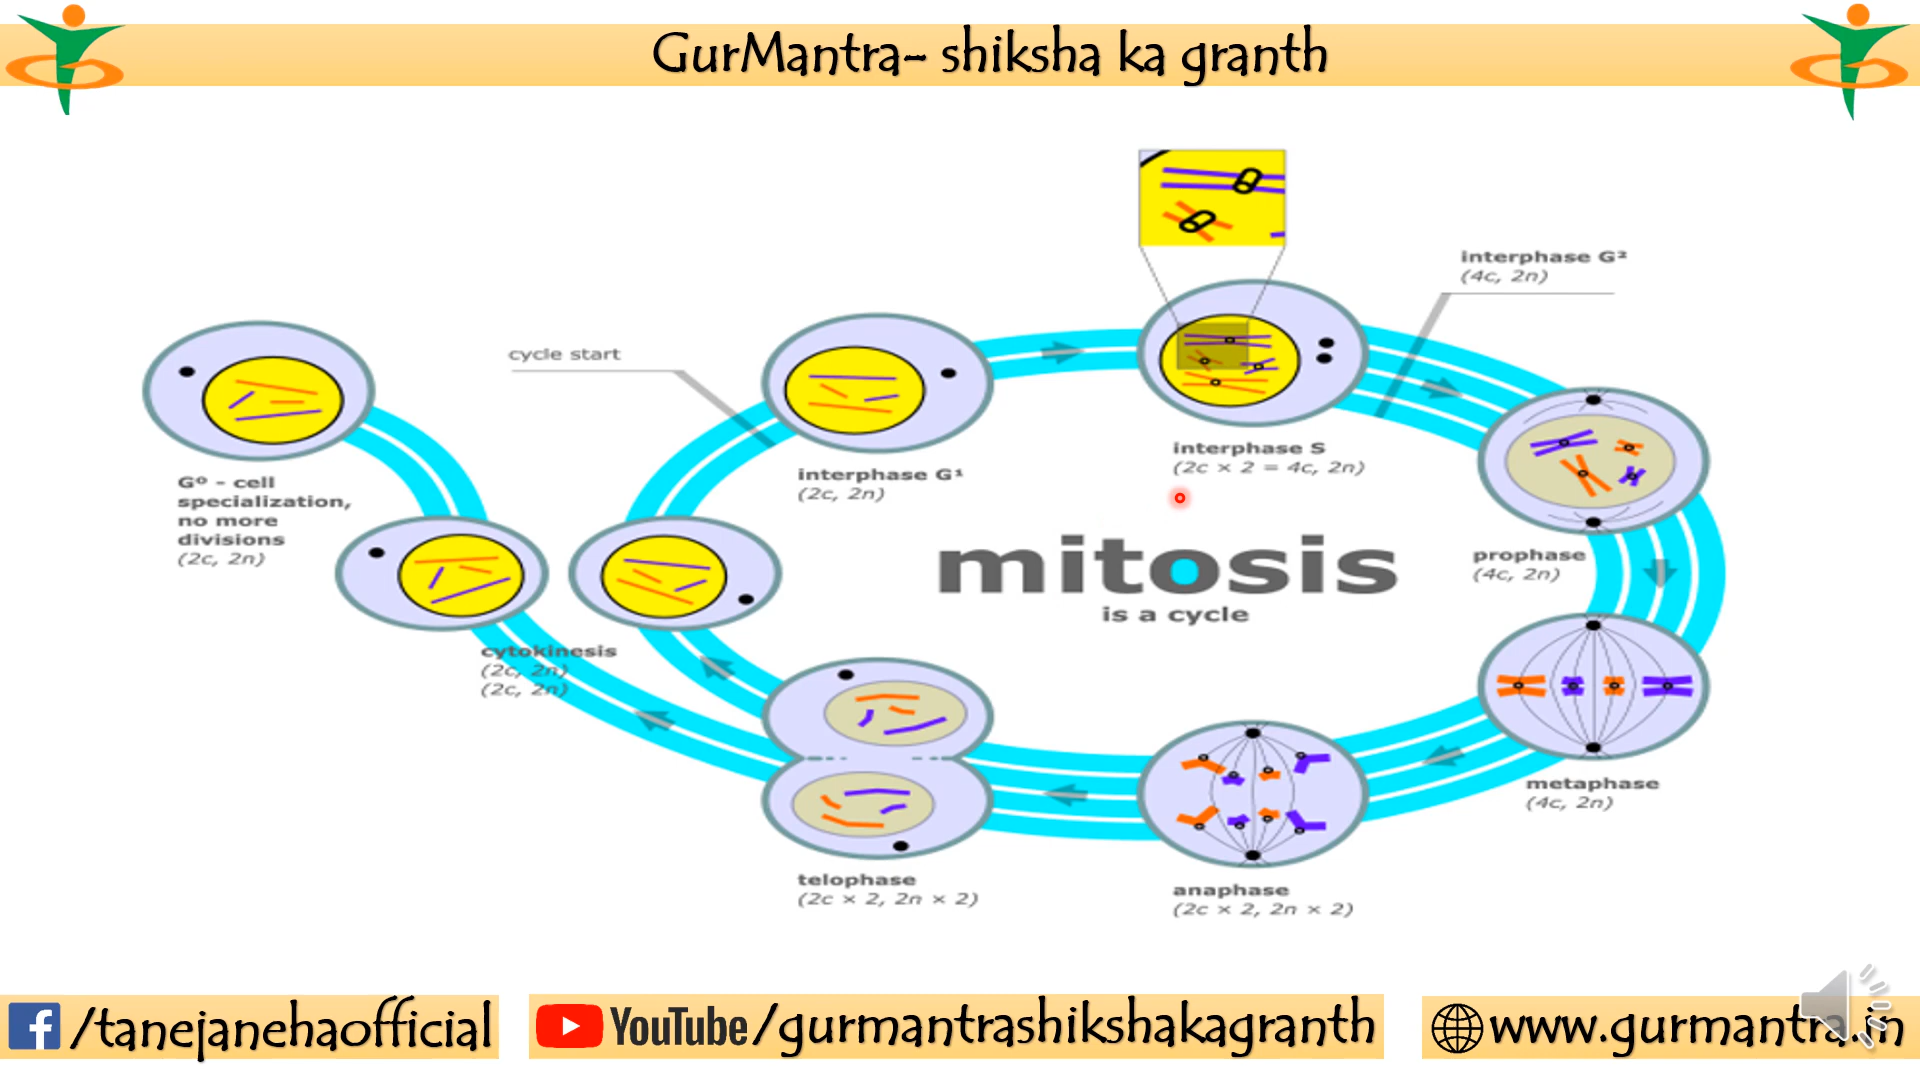 GurMantra- shiksha ka granth
interphase G²
(4c, 2n)
cycle start
interphase S
(2c × 2 = 4c, 2n)
interphase G¹
(2c, 2n)
G⁰ - cell
specialization,
no more
divisions
(2c, 2n)
mitosis
is a cycle
prophase
(4c, 2n)
cytokinesis
(2c, 2n)
(2c, 2n)
metaphase
(4c, 2n)
telophase
(2c × 2, 2n × 2)
anaphase
(2c × 2, 2n × 2)
f /tanejanehaofficial
YouTube /gurmantrashikshakagranth
www.gurmantra.in